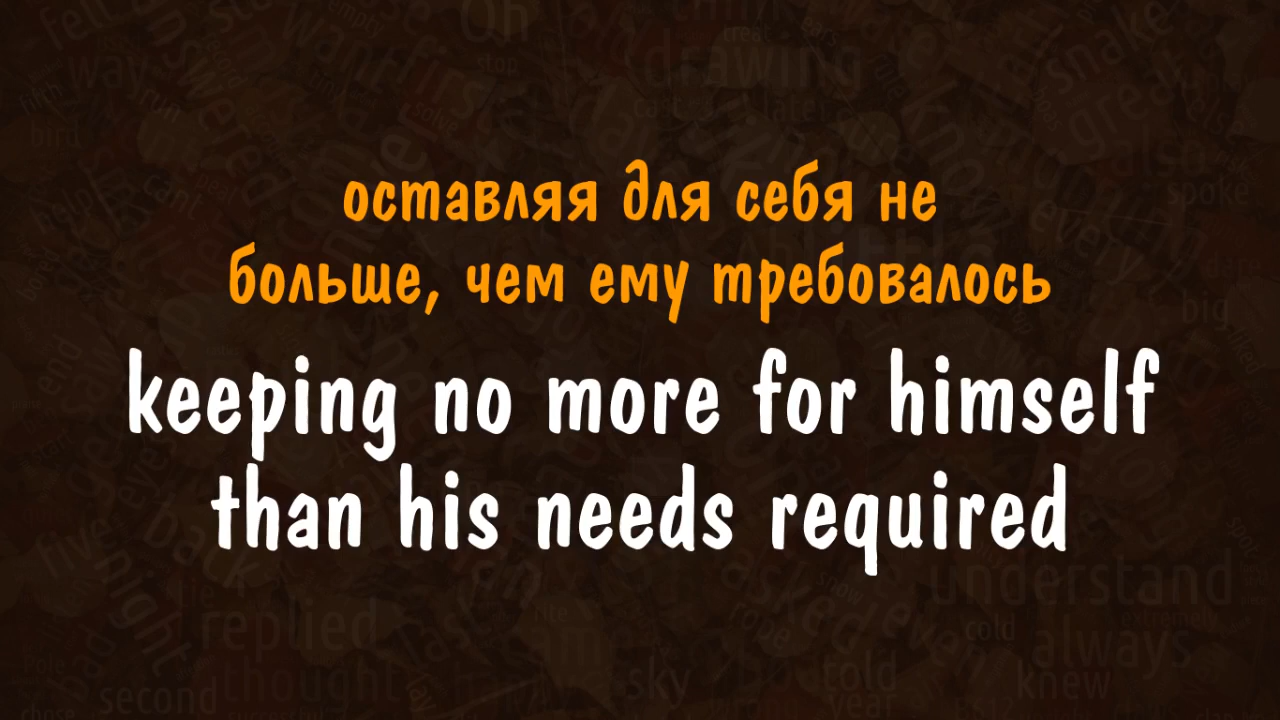 оставляя для себя не
больше, чем ему требовалось
keeping no more for himself
than his needs required